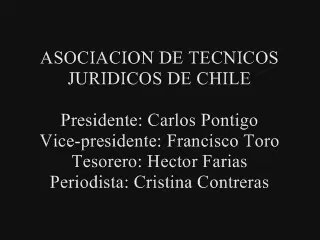 ASOCIACION DE TECNICOS
JURIDICOS DE CHILE
Presidente: Carlos Pontigo
Vice-presidente: Francisco Toro
Tesorero: Hector Farias
Periodista: Cristina Contreras